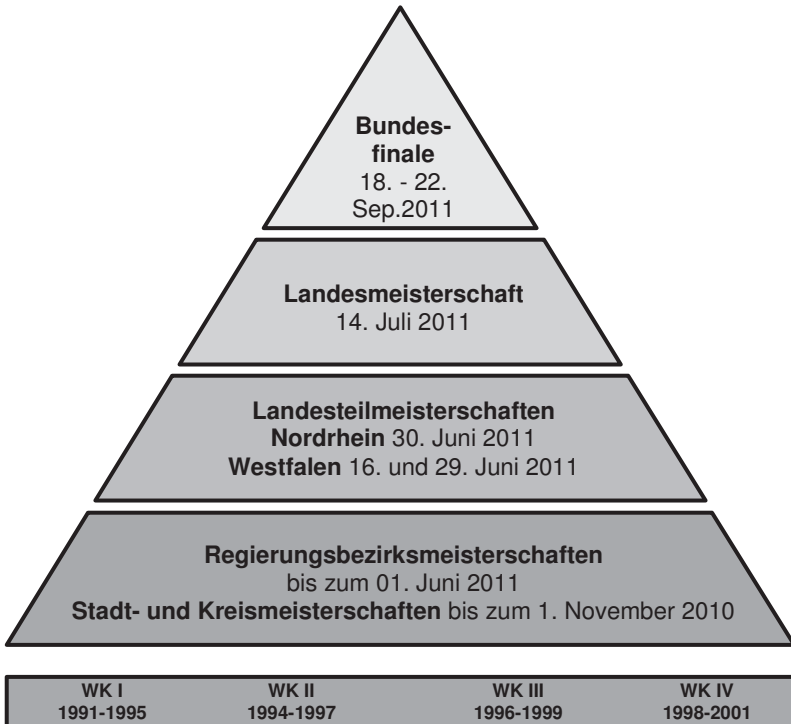 Bundes-
finale
18. - 22.
Sep.2011
Landesmeisterschaft
14. Juli 2011
Landesteilmeisterschaften
Nordrhein 30. Juni 2011
Westfalen 16. und 29. Juni 2011
Regierungsbezirksmeisterschaften
bis zum 01. Juni 2011
Stadt- und Kreismeisterschaften bis zum 1. November 2010
WK I WK II WK III WK IV
1991-1995 1994-1997 1996-1999 1998-2001